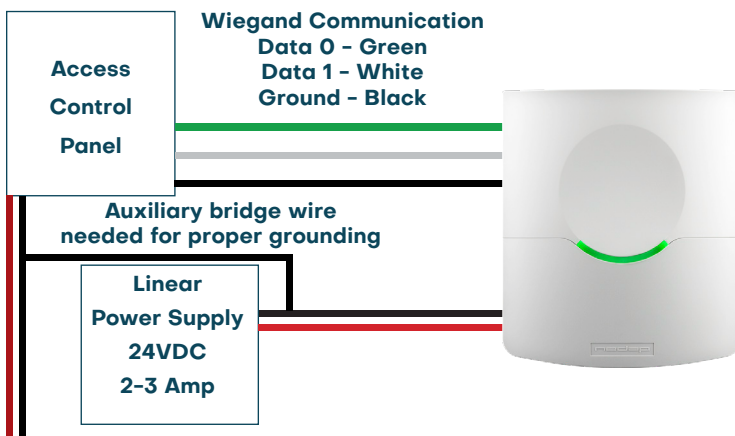 Wiegand Communication
Data 0 - Green
Data 1 - White
Ground - Black
Access
Control
Panel
Auxiliary bridge wire
needed for proper grounding
Linear
Power Supply
24VDC
2-3 Amp
nedap